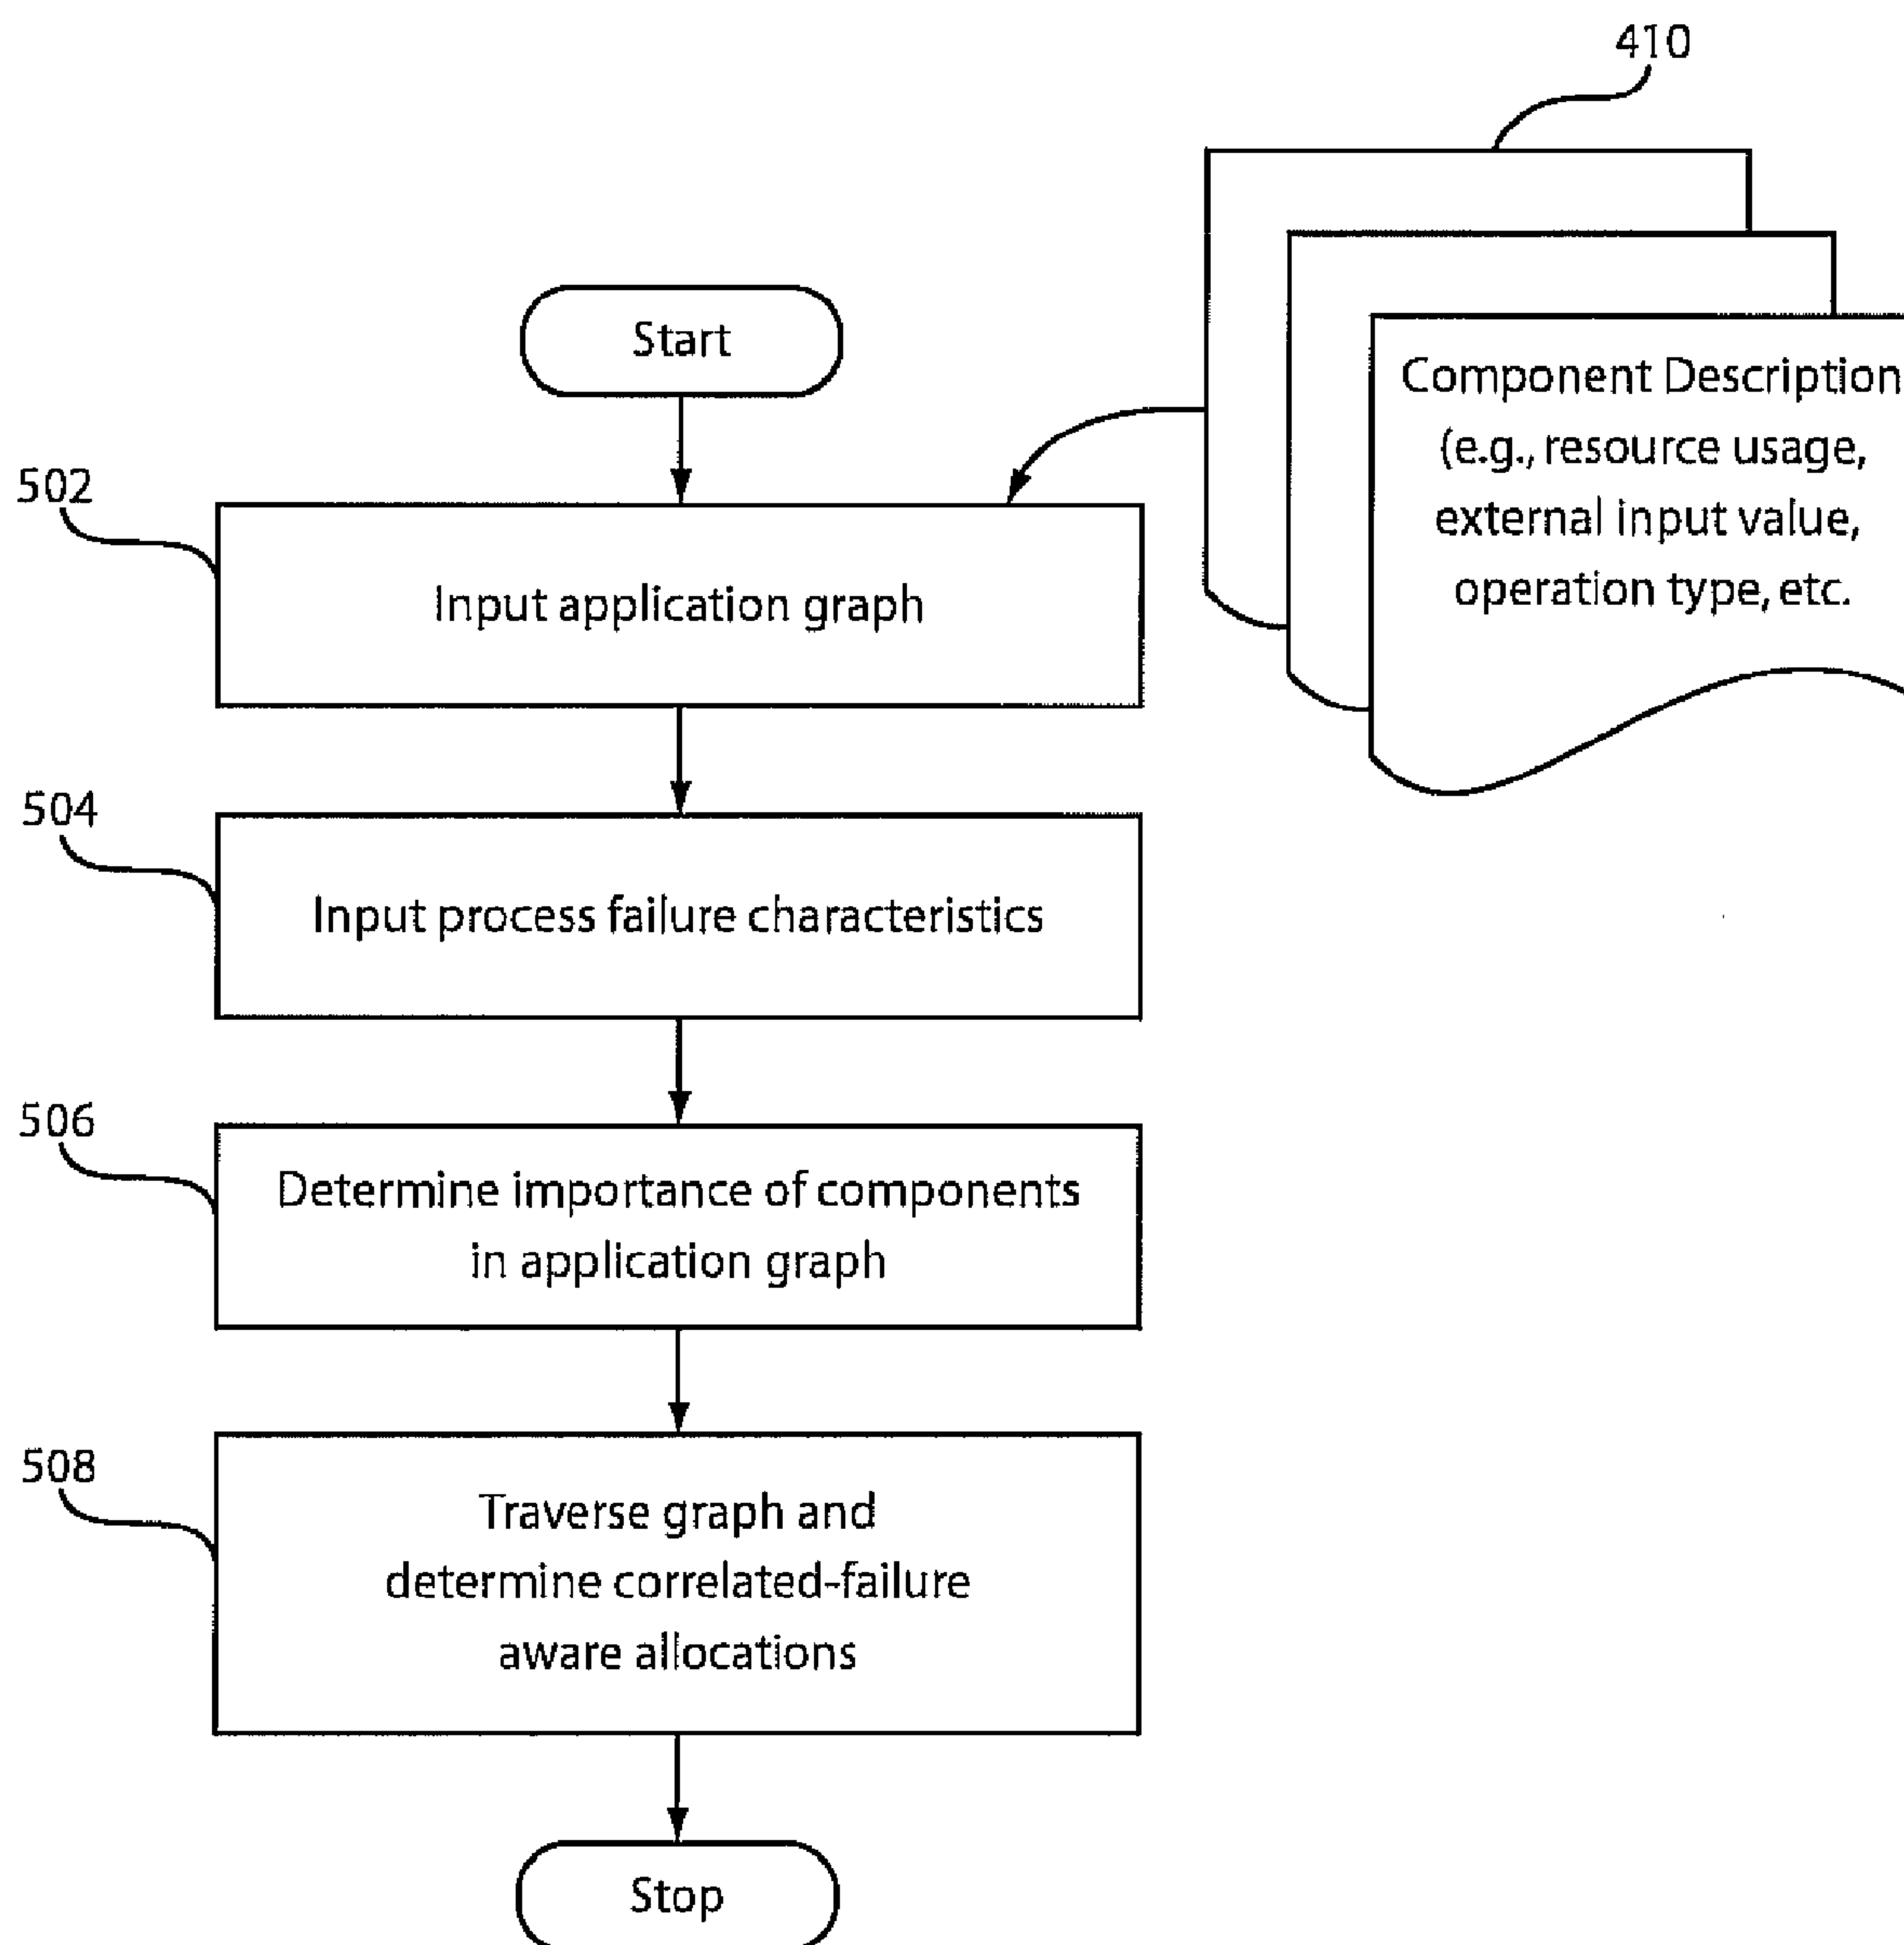 410
Start
Component Description
(e.g., resource usage,
external input value,
operation type, etc.
502
Input application graph
504
Input process failure characteristics
506
Determine importance of components
in application graph
508
Traverse graph and
determine correlated-failure
aware allocations
Stop